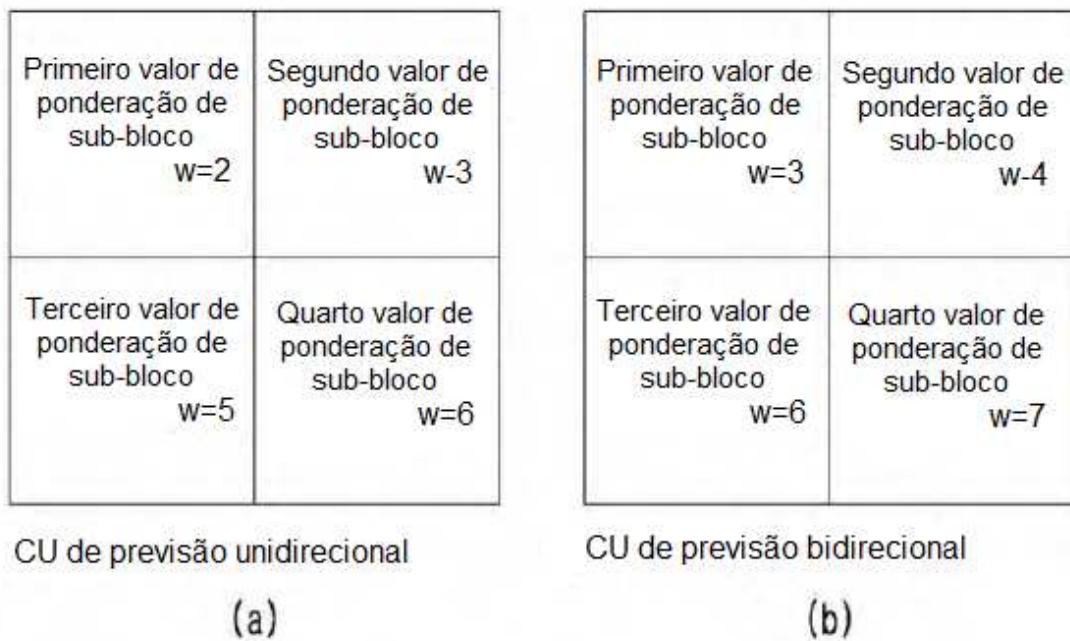 Primeiro valor de
ponderação de
sub-bloco
w=2
Segundo valor de
ponderação de
sub-bloco
w-3
Terceiro valor de
ponderação de
sub-bloco
w=5
Quarto valor de
ponderação de
sub-bloco
w=6
CU de previsão unidirecional
(a)
Primeiro valor de
ponderação de
sub-bloco
w=3
Segundo valor de
ponderação de
sub-bloco
w-4
Terceiro valor de
ponderação de
sub-bloco
w=6
Quarto valor de
ponderação de
sub-bloco
w=7
CU de previsão bidirecional
(b)